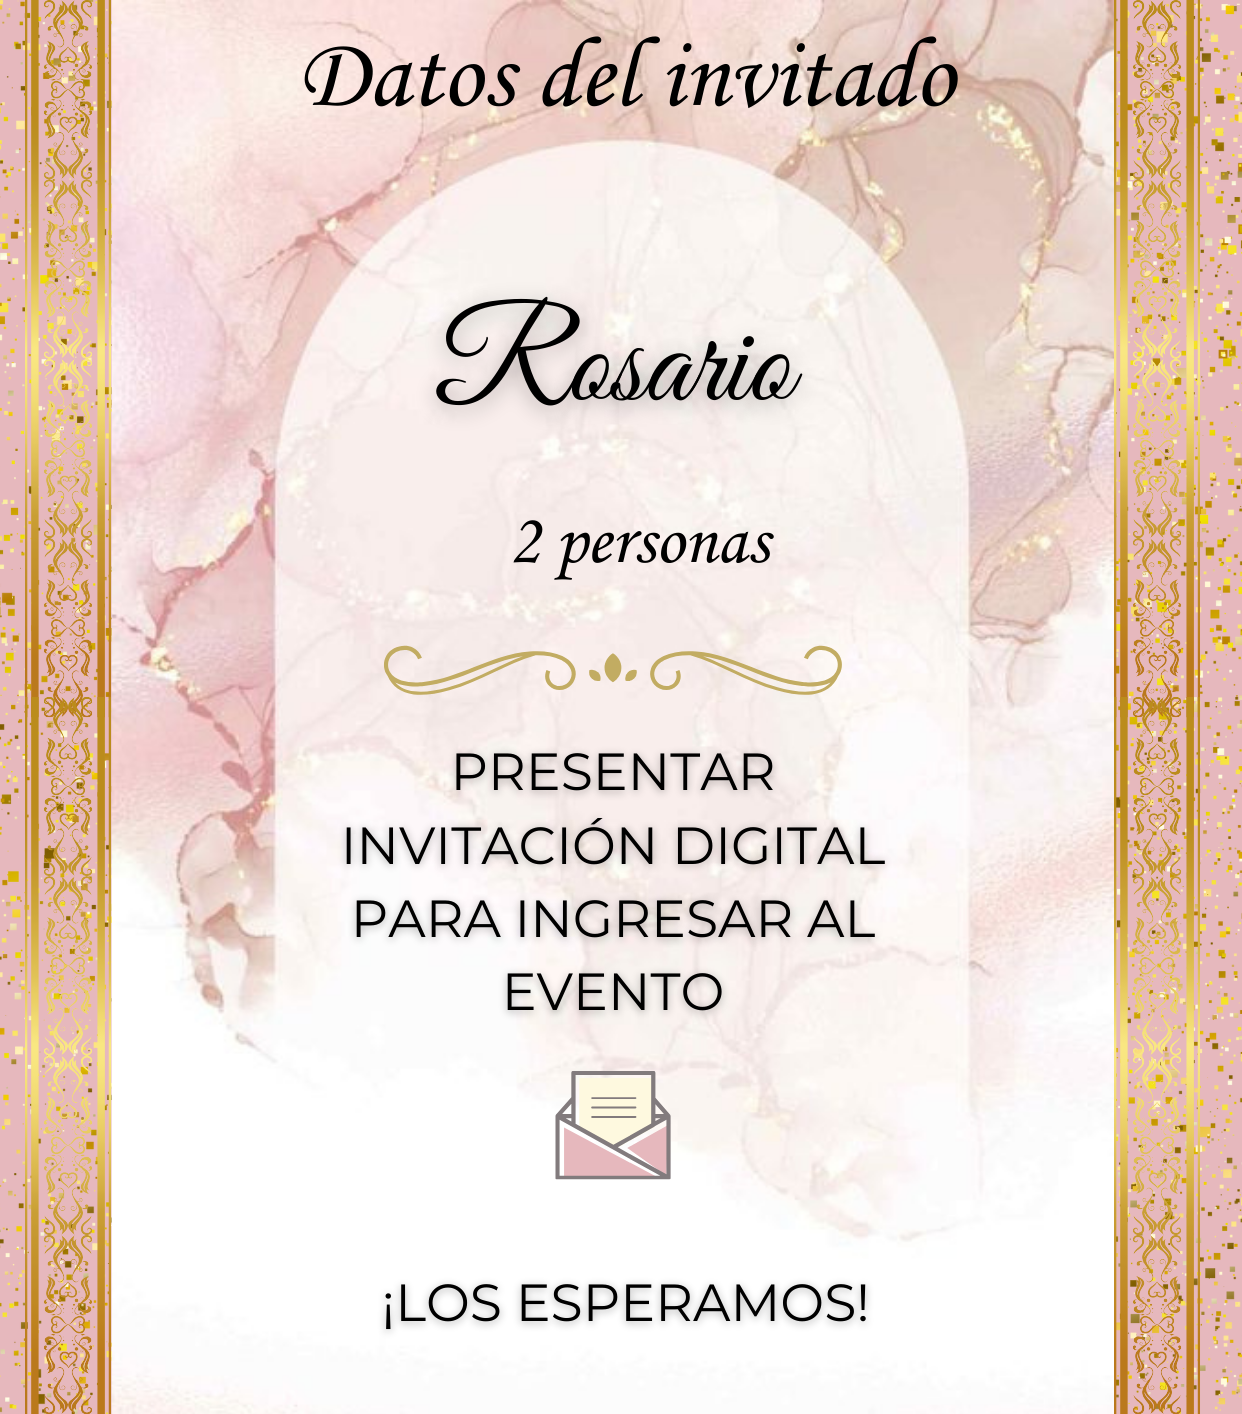 Datos del invitado
Rosario
2 personas
PRESENTAR
INVITACIÓN DIGITAL
PARA INGRESAR AL
EVENTO
¡LOS ESPERAMOS!